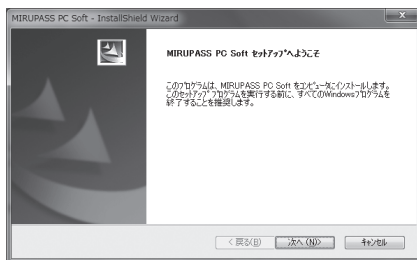 MIRUPASS PC Soft - InstallShield Wizard
MIRUPASS PC Soft ｾｯﾄｱｯﾌﾟへようこそ
このﾌﾟﾛｸﾞﾗﾑは、MIRUPASS PC Soft をｺﾝﾋﾟｭｰﾀにｲﾝｽﾄｰﾙします。
このｾｯﾄｱｯﾌﾟﾌﾟﾛｸﾞﾗﾑを実行する前に、すべてのWindowsﾌﾟﾛｸﾞﾗﾑを
終了することを推奨します。
< 戻る(B) 次へ (N)> ｷｬﾝｾﾙ